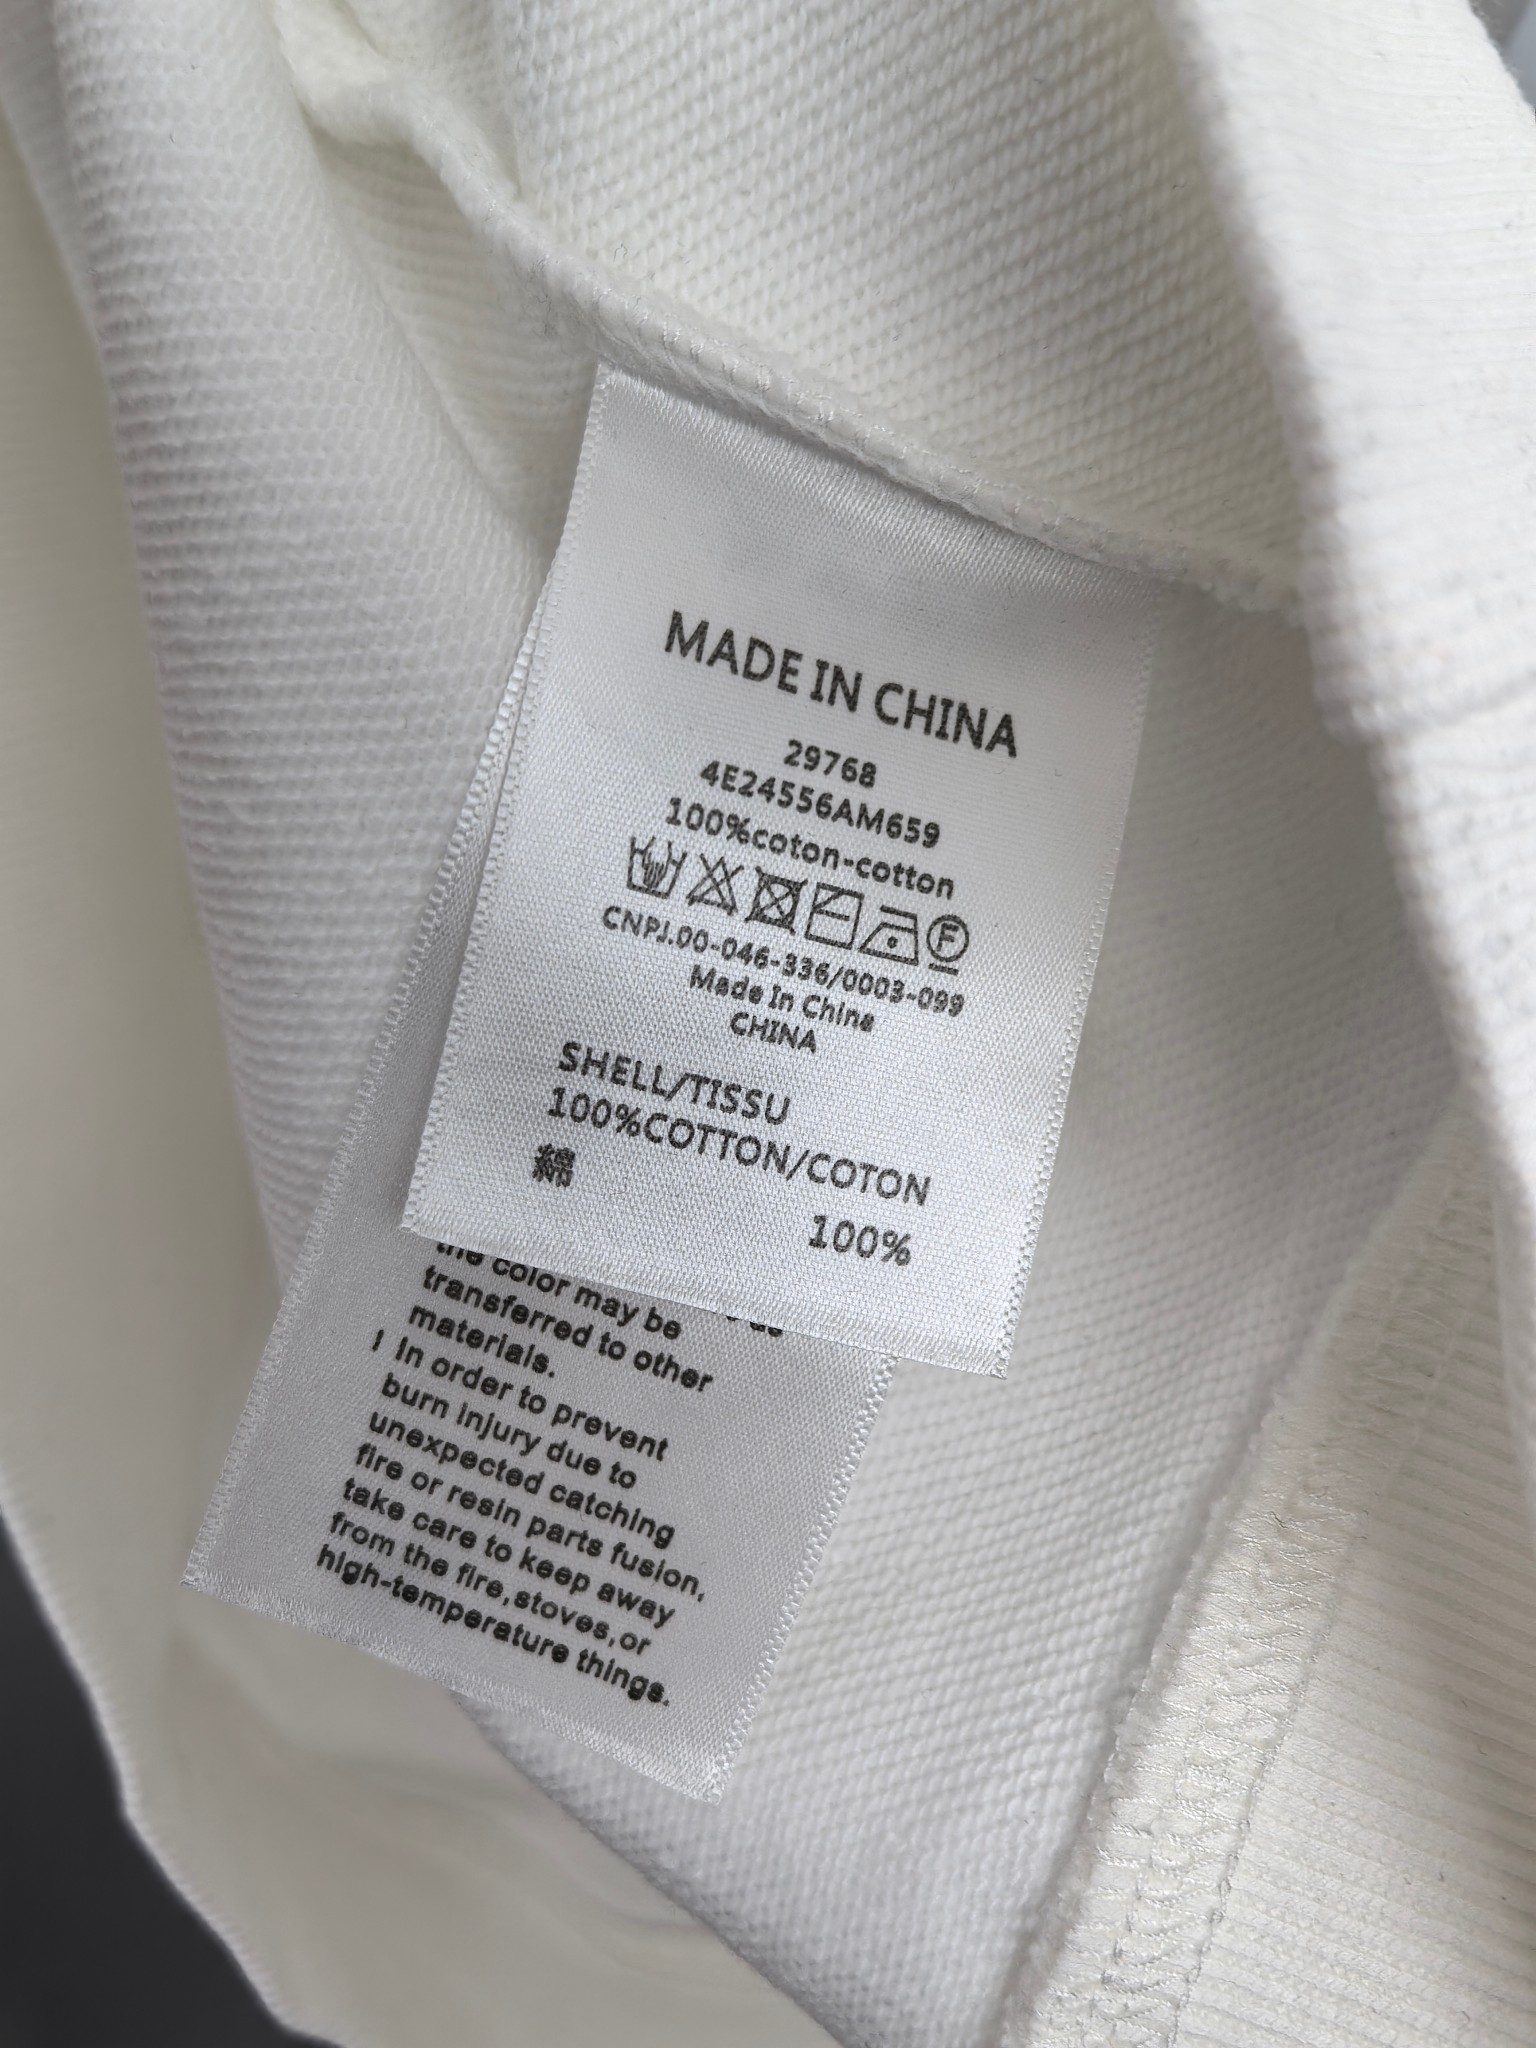 MADE IN CHINA
29768
4E24556AM659
100%coton-cotton
F
CNPJ.00-046-336/0003-099
Made In China
CHINA
SHELL/TISSU
100%COTTON/COTON
綿
100%
the color may be
transferred to other
materials.
In order to prevent
burn injury due to
unexpected catching
fire or resin parts fusion,
take care to keep away
from the fire,stoves,or
high-temperature things.